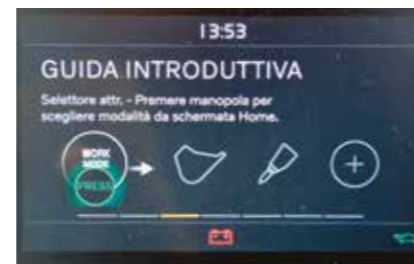 13:53
GUIDA INTRODUTTIVA
Selettore attr. - Premere manopola per
scegliere modalità da schermata Home.
WORK
MODE
PRESS